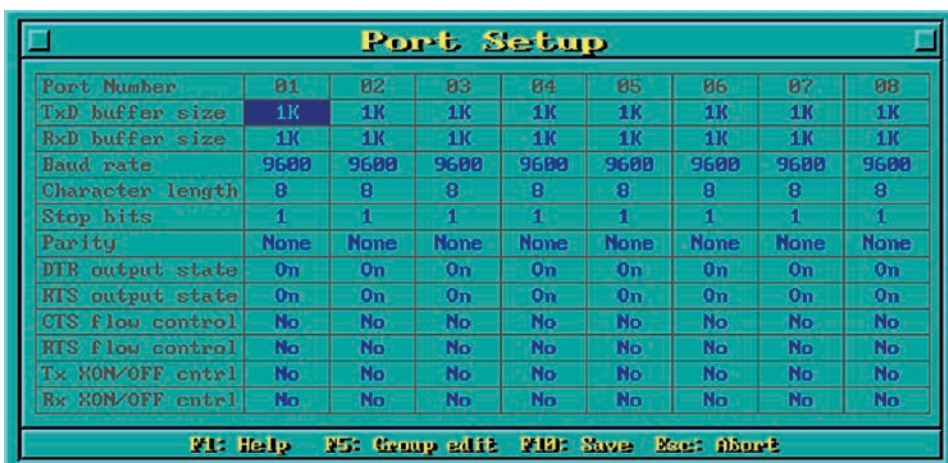 Port Setup
Port Number 01 02 03 04 05 06 07 08
TxD buffer size 1K 1K 1K 1K 1K 1K 1K 1K
RxD buffer size 1K 1K 1K 1K 1K 1K 1K 1K
Baud rate 9600 9600 9600 9600 9600 9600 9600 9600
Character length 8 8 8 8 8 8 8 8
Stop bits 1 1 1 1 1 1 1 1
Parity None None None None None None None None
DTR output state On On On On On On On On
RTS output state On On On On On On On On
CTS flow control No No No No No No No No
RTS flow control No No No No No No No No
Tx XON/OFF cntrl No No No No No No No No
Rx XON/OFF cntrl No No No No No No No No
F1: Help F5: Group edit F10: Save Esc: Abort